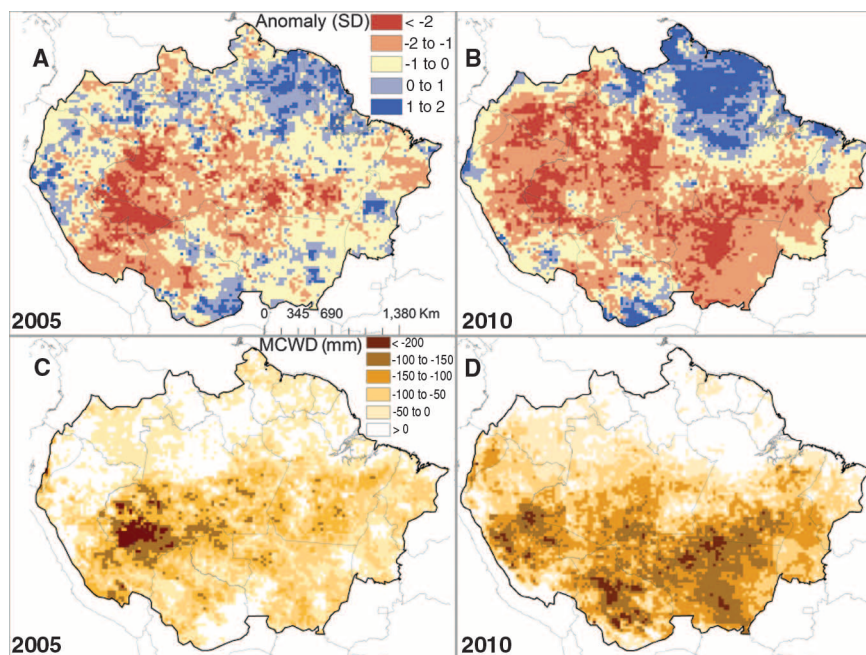 A
Anomaly (SD)
< -2
-2 to -1
-1 to 0
0 to 1
1 to 2
B
2005
0 345 690 1,380 Km
2010
C
MCWD (mm)
< -200
-100 to -150
-150 to -100
-100 to -50
-50 to 0
> 0
D
2005
2010